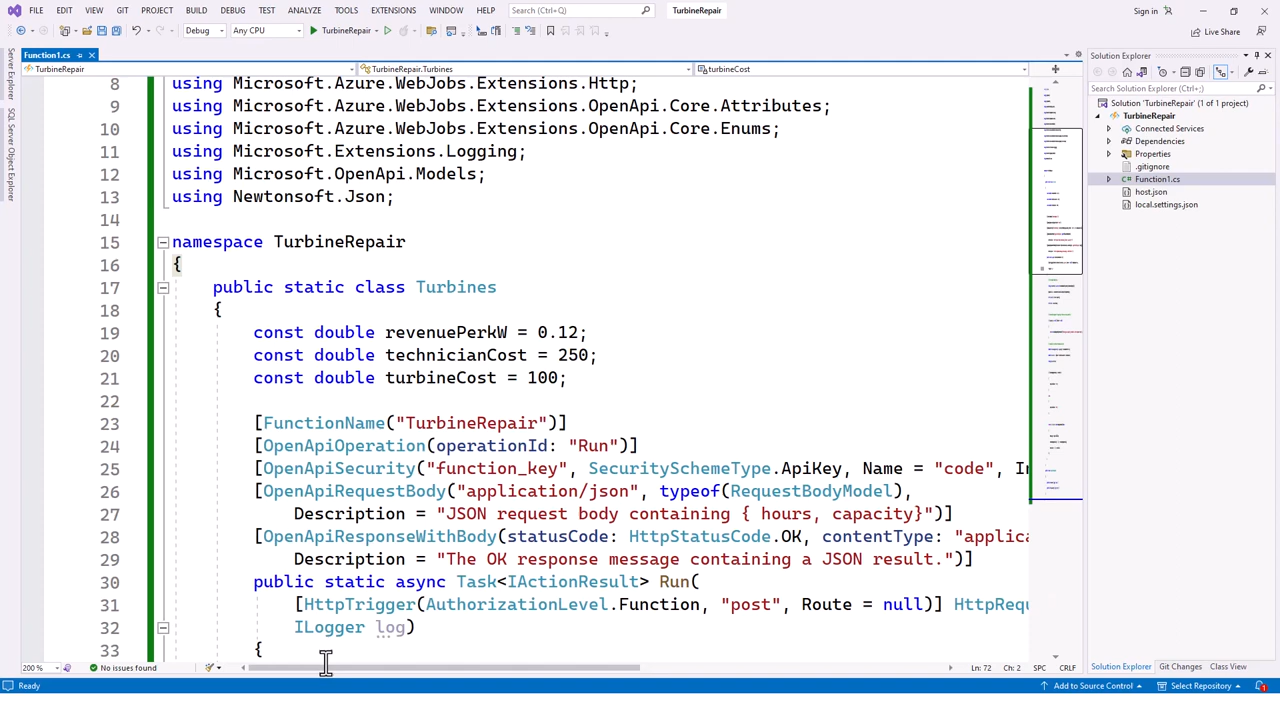 FILE EDIT VIEW GIT PROJECT BUILD DEBUG TEST ANALYZE TOOLS EXTENSIONS WINDOW HELP Search (Ctrl+Q) TurbineRepair Sign in
Debug Any CPU TurbineRepair Live Share
Server Explorer
SQL Server Object Explorer
Function1.cs
TurbineRepair TurbineRepair.Turbines turbineCost
8 using Microsoft.Azure.WebJobs.Extensions.Http;
9 using Microsoft.Azure.WebJobs.Extensions.OpenApi.Core.Attributes;
10 using Microsoft.Azure.WebJobs.Extensions.OpenApi.Core.Enums;
11 using Microsoft.Extensions.Logging;
12 using Microsoft.OpenApi.Models;
13 using Newtonsoft.Json;
14
15 namespace TurbineRepair
16 {
17 public static class Turbines
18 {
19 const double revenuePerkW = 0.12;
20 const double technicianCost = 250;
21 const double turbineCost = 100;
22
23 [FunctionName("TurbineRepair")]
24 [OpenApiOperation(operationId: "Run")]
25 [OpenApiSecurity("function_key", SecuritySchemeType.ApiKey, Name = "code", In
26 [OpenApiRequestBody("application/json", typeof(RequestBodyModel),
27 Description = "JSON request body containing { hours, capacity}")]
28 [OpenApiResponseWithBody(statusCode: HttpStatusCode.OK, contentType: "applica
29 Description = "The OK response message containing a JSON result.")]
30 public static async Task<IActionResult> Run(
31 [HttpTrigger(AuthorizationLevel.Function, "post", Route = null)] HttpRequ
32 ILogger log)
33 {
200 % No issues found Ln: 72 Ch: 2 SPC CRLF
Solution Explorer
Search Solution Explorer (Ctrl+;)
Solution 'TurbineRepair' (1 of 1 project)
TurbineRepair
Connected Services
Dependencies
Properties
.gitignore
Function1.cs
host.json
local.settings.json
Solution Explorer Git Changes Class View
Ready Add to Source Control Select Repository 1